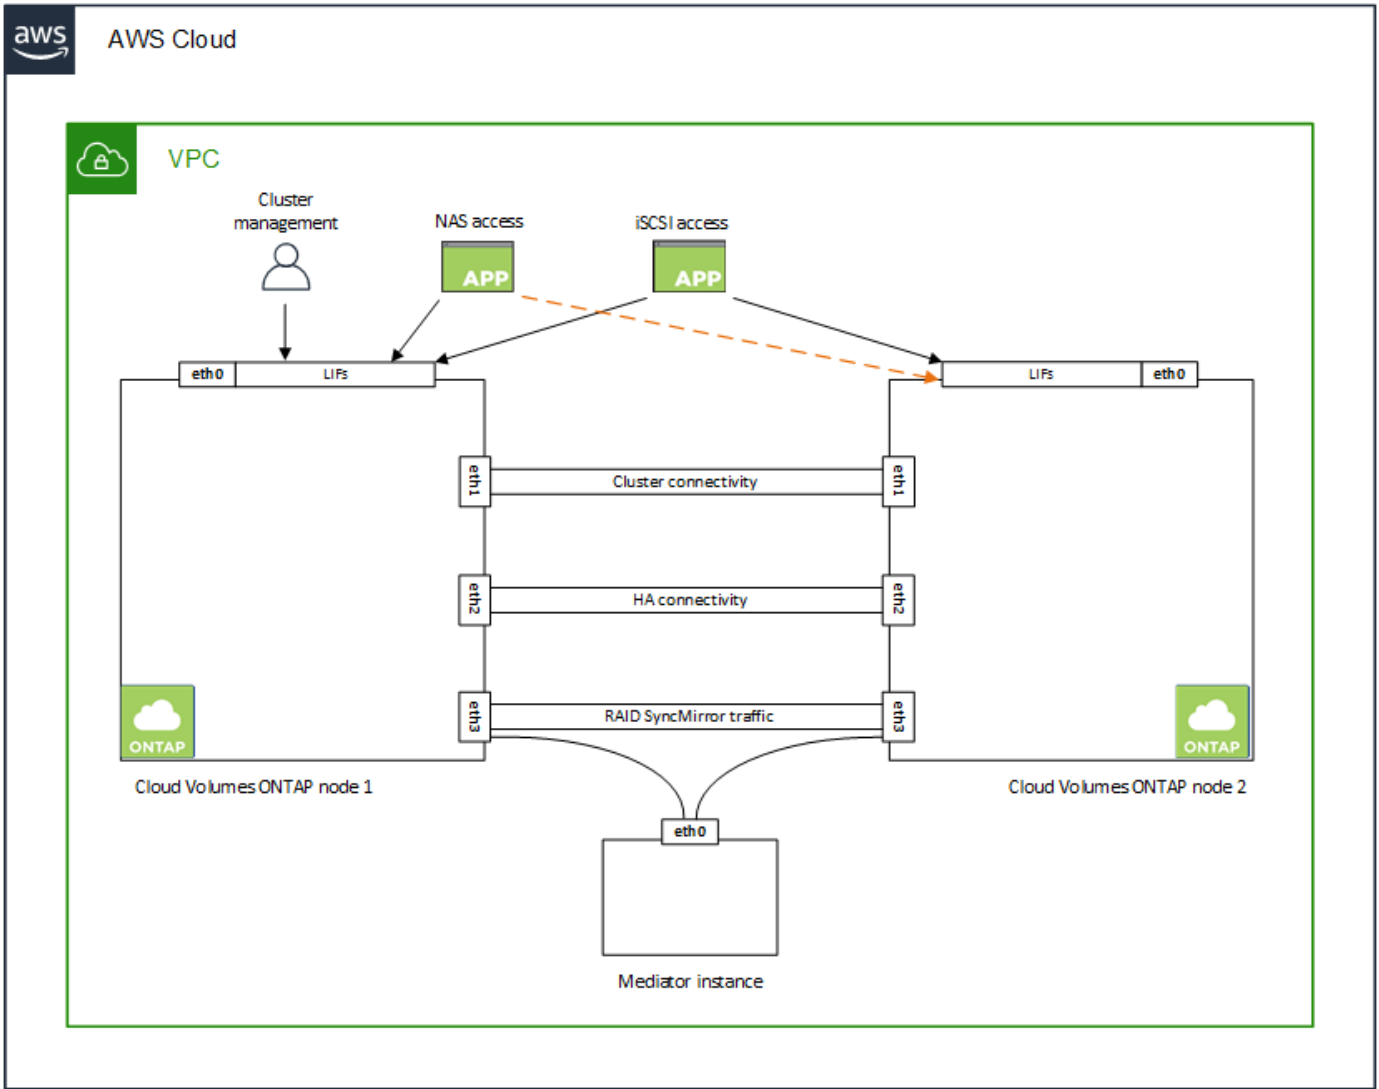 aws
AWS Cloud
VPC
Cluster
management
NAS access
iSCSI access
APP
APP
eth0
LIFs
LIFs
eth0
eth1
Cluster connectivity
eth1
eth2
HA connectivity
eth2
eth3
RAID SyncMirror traffic
eth3
ONTAP
ONTAP
Cloud Volumes ONTAP node 1
Cloud Volumes ONTAP node 2
eth0
Mediator instance